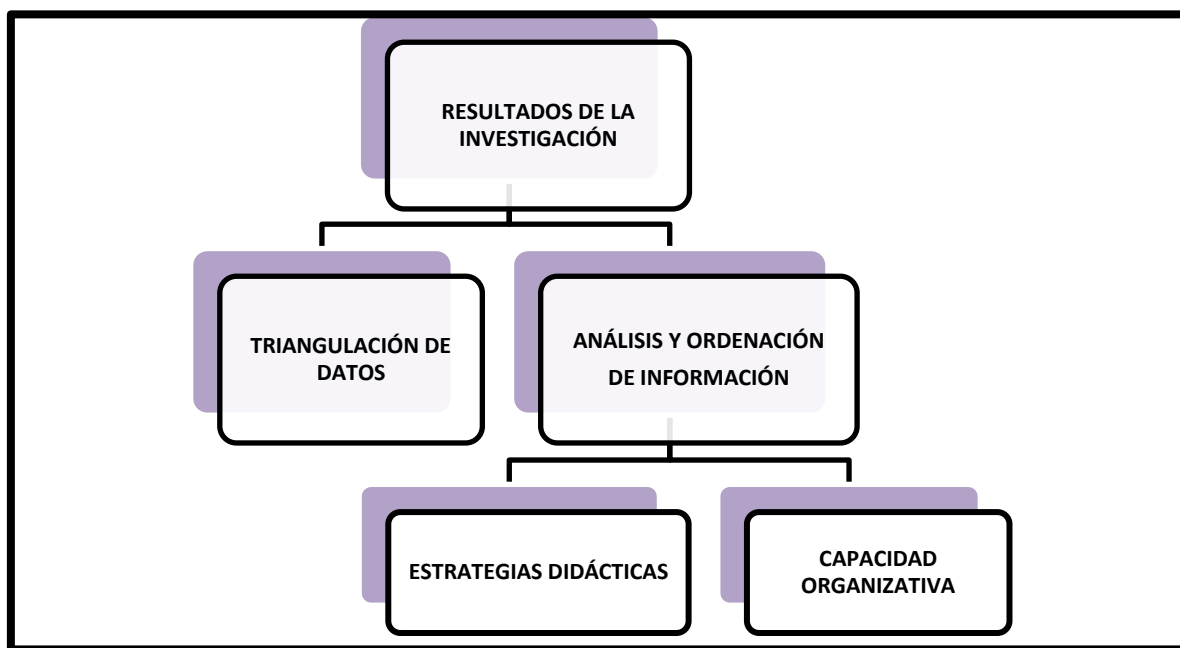 RESULTADOS DE LA
INVESTIGACIÓN
TRIANGULACIÓN DE
DATOS
ANÁLISIS Y ORDENACIÓN
DE INFORMACIÓN
ESTRATEGIAS DIDÁCTICAS
CAPACIDAD
ORGANIZATIVA